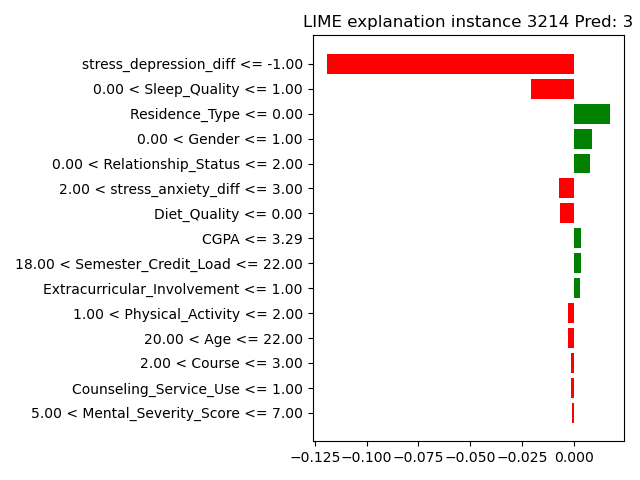 LIME explanation instance 3214 Pred: 3
stress_depression_diff <= -1.00
0.00 < Sleep_Quality <= 1.00
Residence_Type <= 0.00
0.00 < Gender <= 1.00
0.00 < Relationship_Status <= 2.00
2.00 < stress_anxiety_diff <= 3.00
Diet_Quality <= 0.00
CGPA <= 3.29
18.00 < Semester_Credit_Load <= 22.00
Extracurricular_Involvement <= 1.00
1.00 < Physical_Activity <= 2.00
20.00 < Age <= 22.00
2.00 < Course <= 3.00
Counseling_Service_Use <= 1.00
5.00 < Mental_Severity_Score <= 7.00
−0.125 −0.100 −0.075 −0.050 −0.025 0.000